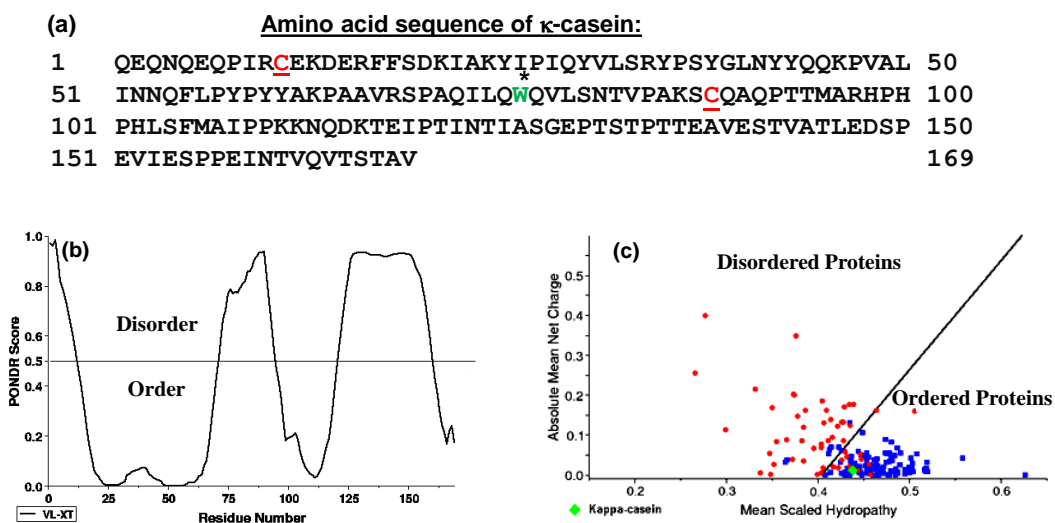 (a) Amino acid sequence of κ-casein:
1 QEQNQEQPIRCEKDERFFSDKIAKYIPIQYVLSRYPSYGLNYYQQKPVAL 50
*
51 INNQFLPYPYYAKPAAVRSPAQILQWQVLSNTVPAKSCQAQPTTMARHPH 100
101 PHLSFMAIPPKKNQDKTEIPTINTIASGEPTSTPTTEAVESTVATLEDSP 150
151 EVIESPPEINTVQVTSTAV 169
(b)
PONDR Score
1.0
0.8
0.6
0.5
0.4
0.2
0.0
Disorder
Order
0 25 50 75 100 125 150
Residue Number
VL-XT
(c)
Absolute Mean Net Charge
0.5
0.4
0.3
0.2
0.1
0.0
Disordered Proteins
Ordered Proteins
0.2 0.3 0.4 0.5 0.6
Mean Scaled Hydropathy
Kappa-casein